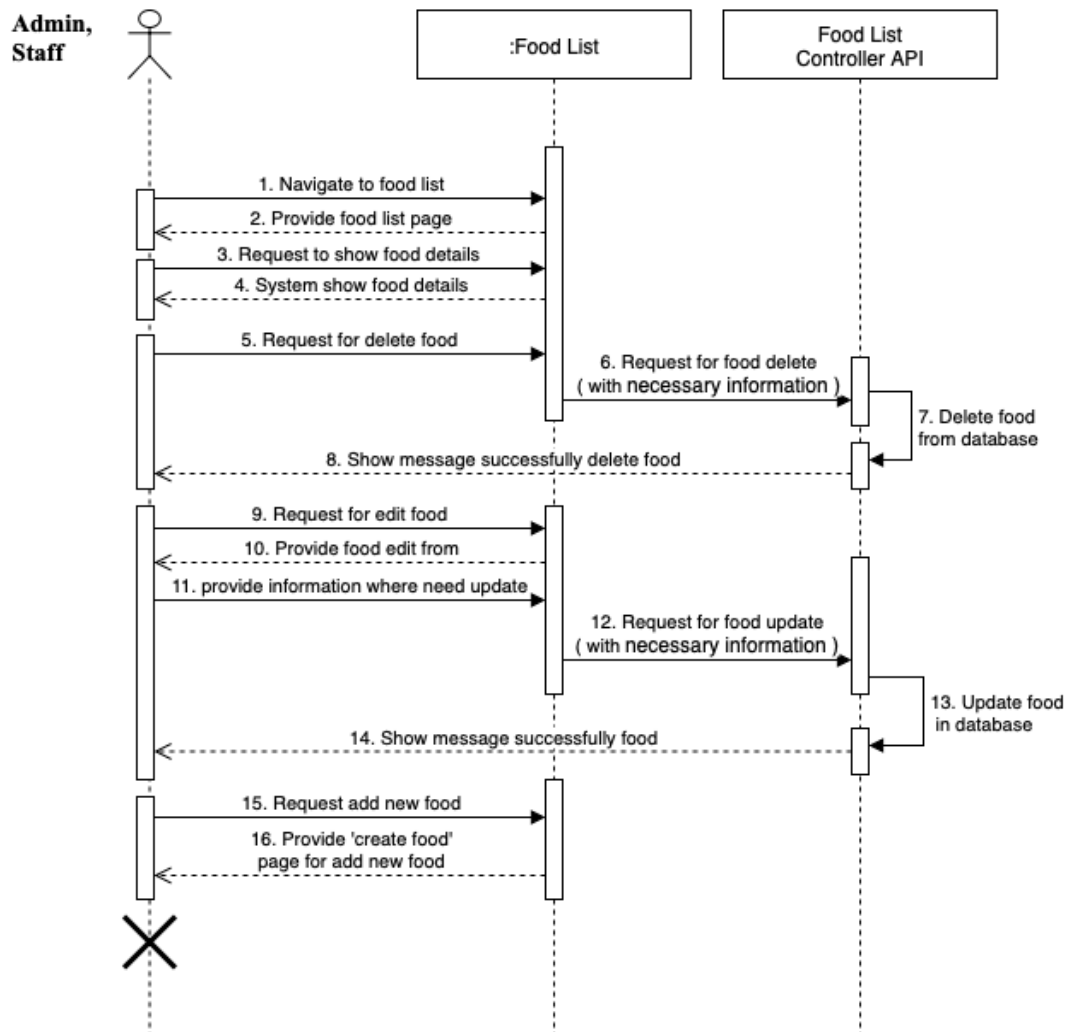 Admin,
Staff
:Food List
Food List
Controller API
1. Navigate to food list
2. Provide food list page
3. Request to show food details
4. System show food details
5. Request for delete food
6. Request for food delete
( with necessary information )
7. Delete food
from database
8. Show message successfully delete food
9. Request for edit food
10. Provide food edit from
11. provide information where need update
12. Request for food update
( with necessary information )
13. Update food
in database
14. Show message successfully food
15. Request add new food
16. Provide 'create food'
page for add new food